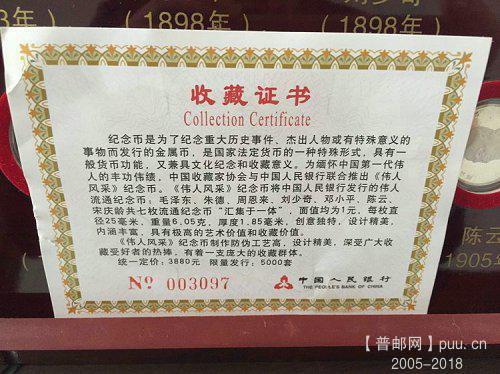 （1898年）
（1898年）
收藏证书
Collection Certificate
纪念币是为了纪念重大历史事件、杰出人物或有特殊意义的
事物而发行的金属币，是国家法定货币的一种特殊形式，具有一
般货币功能，又兼具文化纪念和收藏意义。为缅怀中国第一代伟
人的丰功伟绩，中国收藏家协会与中国人民银行联合推出《伟人
风采》纪念币。《伟人风采》纪念币将中国人民银行发行的伟人
流通纪念币：毛泽东、朱德、周恩来、刘少奇、邓小平、陈云、
宋庆龄共七枚流通纪念币“汇集于一体”，面值均为1元，每枚直
径25毫米，重量6.05克，厚度1.85毫米，创意独特，设计精美，
内涵丰富，具有极高的艺术价值和收藏价值。
《伟人风采》纪念币制作防伪工艺高，设计精美，深受广大收
藏爱好者的热捧，有着一支庞大的收藏群体。
统一定价：3880元 限量发行：5000套
No 003097
中国人民银行
THE PEOPLE'S BANK OF CHINA
陈云
1905年
【普邮网】puu.cn
2005-2018